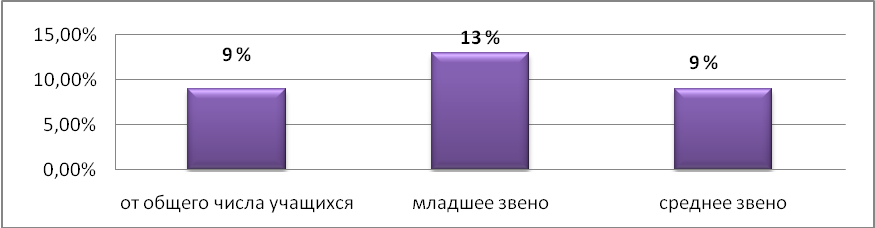 15,00%
10,00%
5,00%
0,00%
9 %
13 %
9 %
от общего числа учащихся
младшее звено
среднее звено